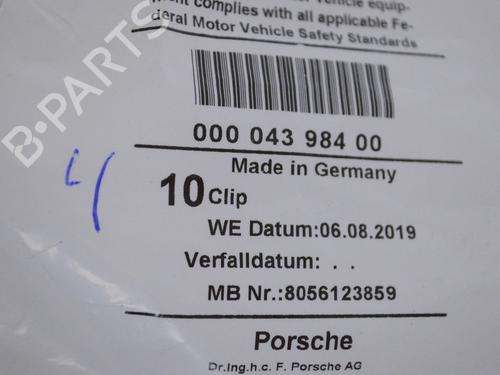 ment complies with all applicable Fe-
deral Motor Vehicle Safety Standards
000 043 984 00
Made in Germany
10 Clip
WE Datum:06.08.2019
Verfalldatum: . .
MB Nr.:8056123859
Porsche
Dr.Ing.h.c. F. Porsche AG
B-PARTS